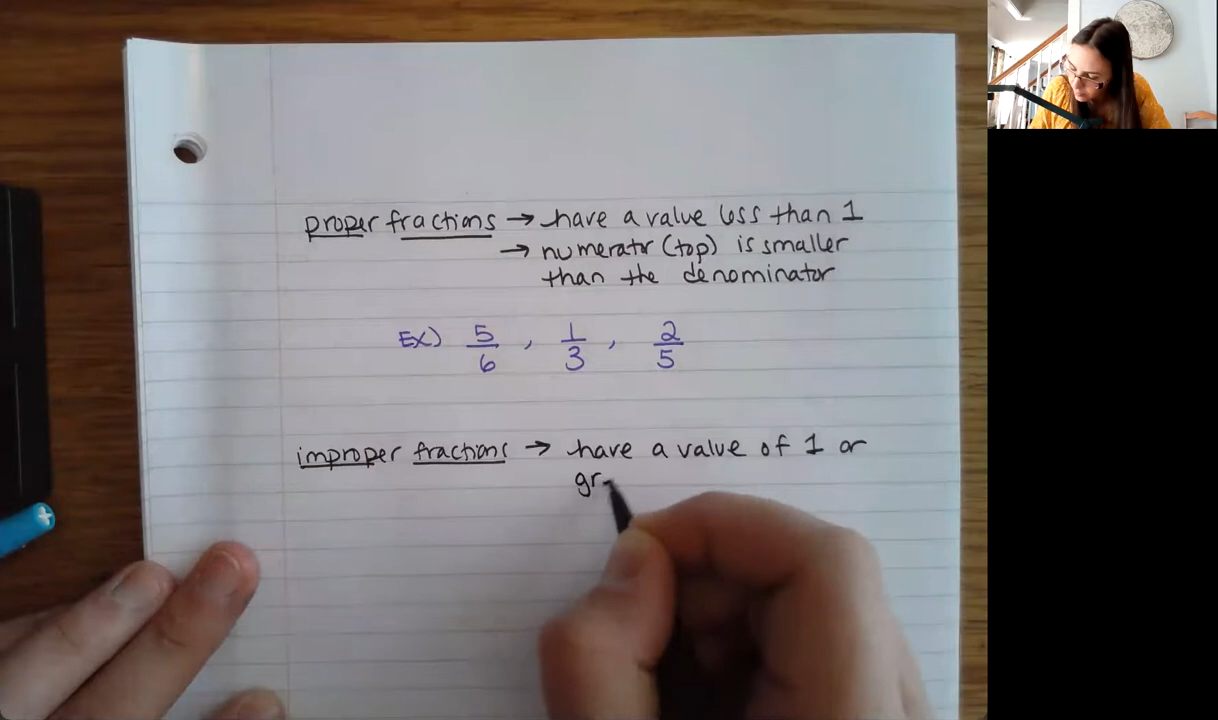 proper fractions → have a value less than 1
→ numerator (top) is smaller
than the denominator
EX) 5/6 , 1/3 , 2/5
improper fractions → have a value of 1 or
gr